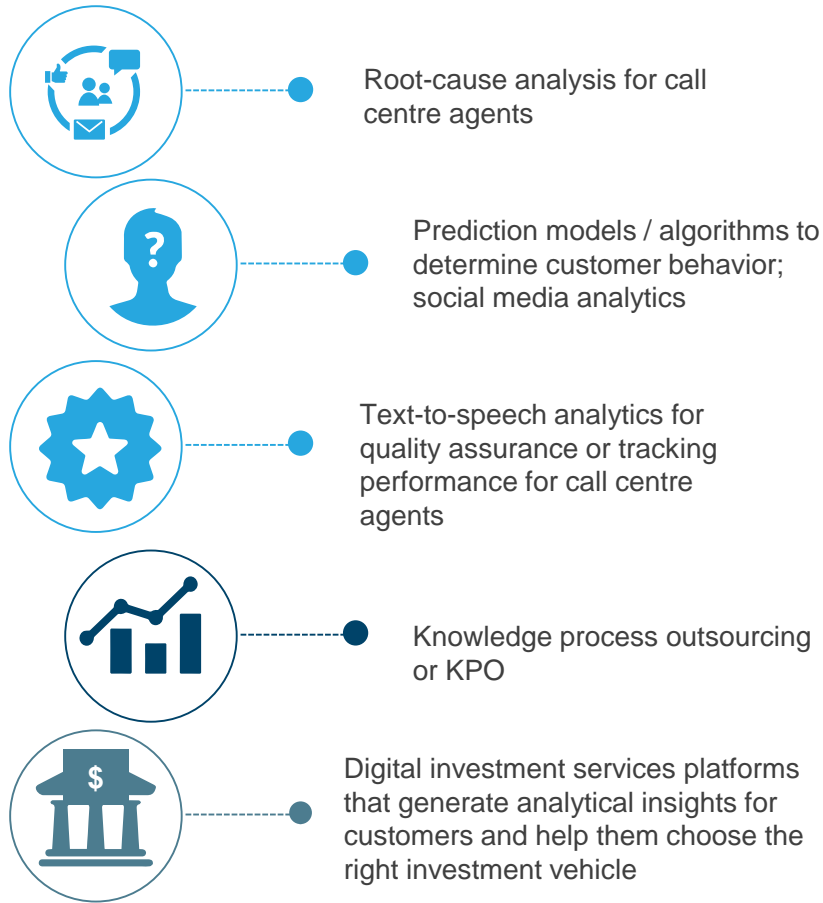 Root-cause analysis for call
centre agents
?
Prediction models / algorithms to
determine customer behavior;
social media analytics
Text-to-speech analytics for
quality assurance or tracking
performance for call centre
agents
Knowledge process outsourcing
or KPO
$
Digital investment services platforms
that generate analytical insights for
customers and help them choose the
right investment vehicle